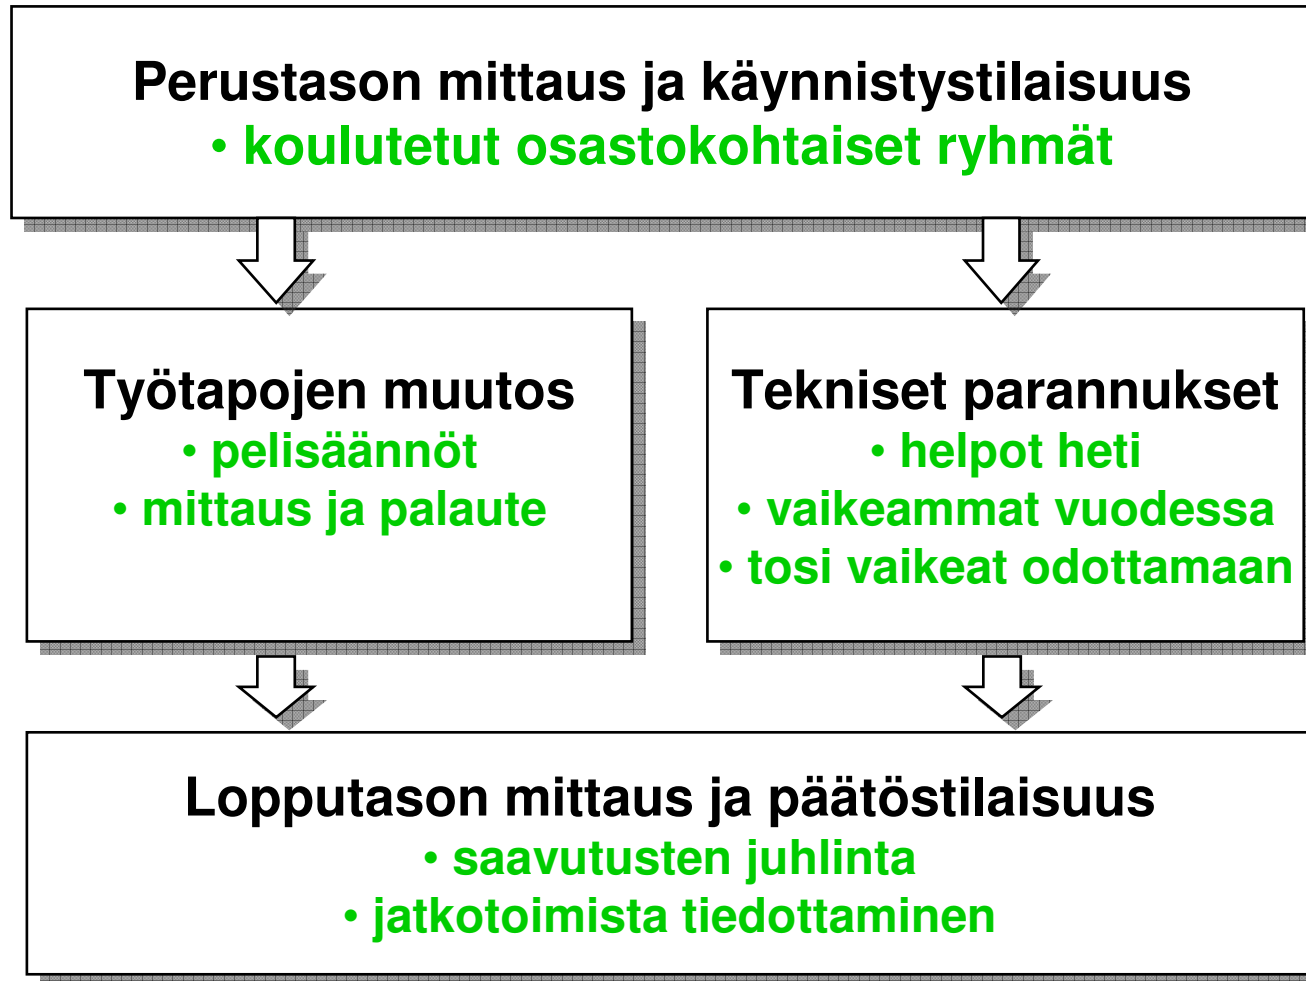 Perustason mittaus ja käynnistystilaisuus
• koulutetut osastokohtaiset ryhmät
Työtapojen muutos
• pelisäännöt
• mittaus ja palaute
Tekniset parannukset
• helpot heti
• vaikeammat vuodessa
• tosi vaikeat odottamaan
Lopputason mittaus ja päätöstilaisuus
• saavutusten juhlinta
• jatkotoimista tiedottaminen